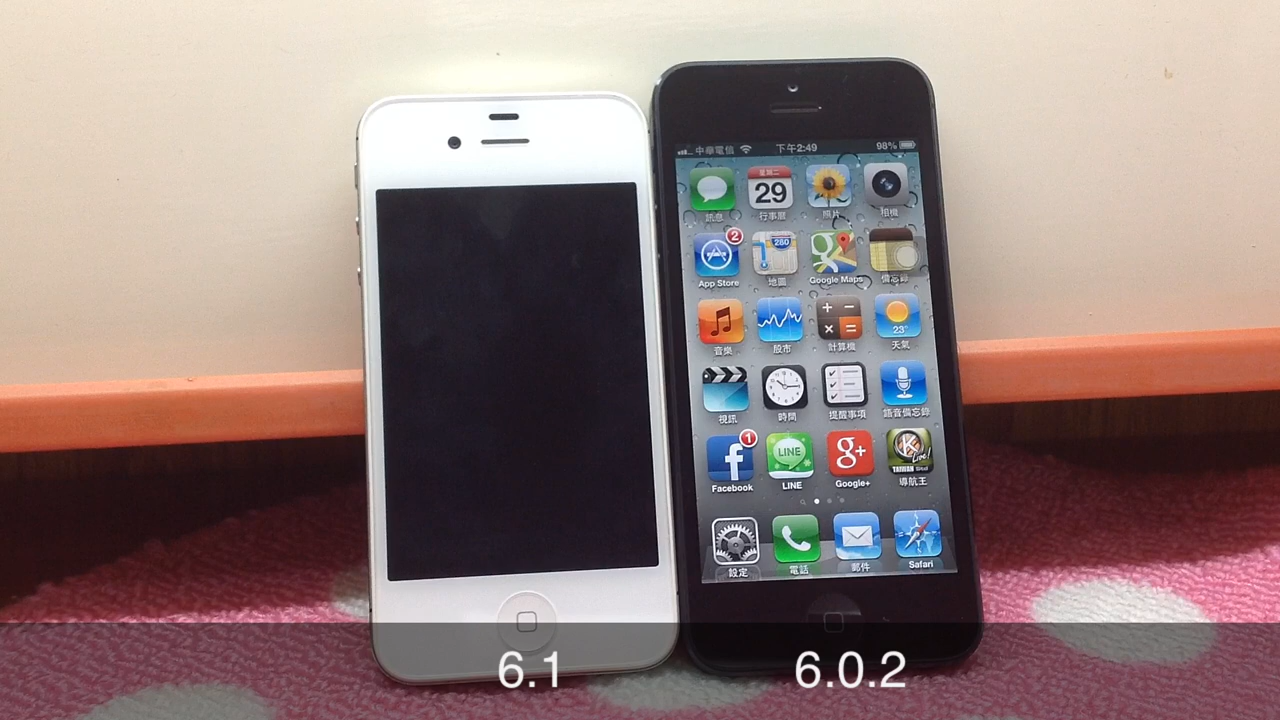 中華電信 下午2:49 98%
星期二
29
訊息 行事曆 照片 相機
2
280
App Store 地圖 Google Maps 備忘錄
23°
音樂 股市 計算機 天氣
視訊 時間 提醒事項 語音備忘錄
1 LINE g+ K Live!
TAIWAN
Facebook LINE Google+ 導航王
設定 電話 郵件 Safari
6.1 6.0.2